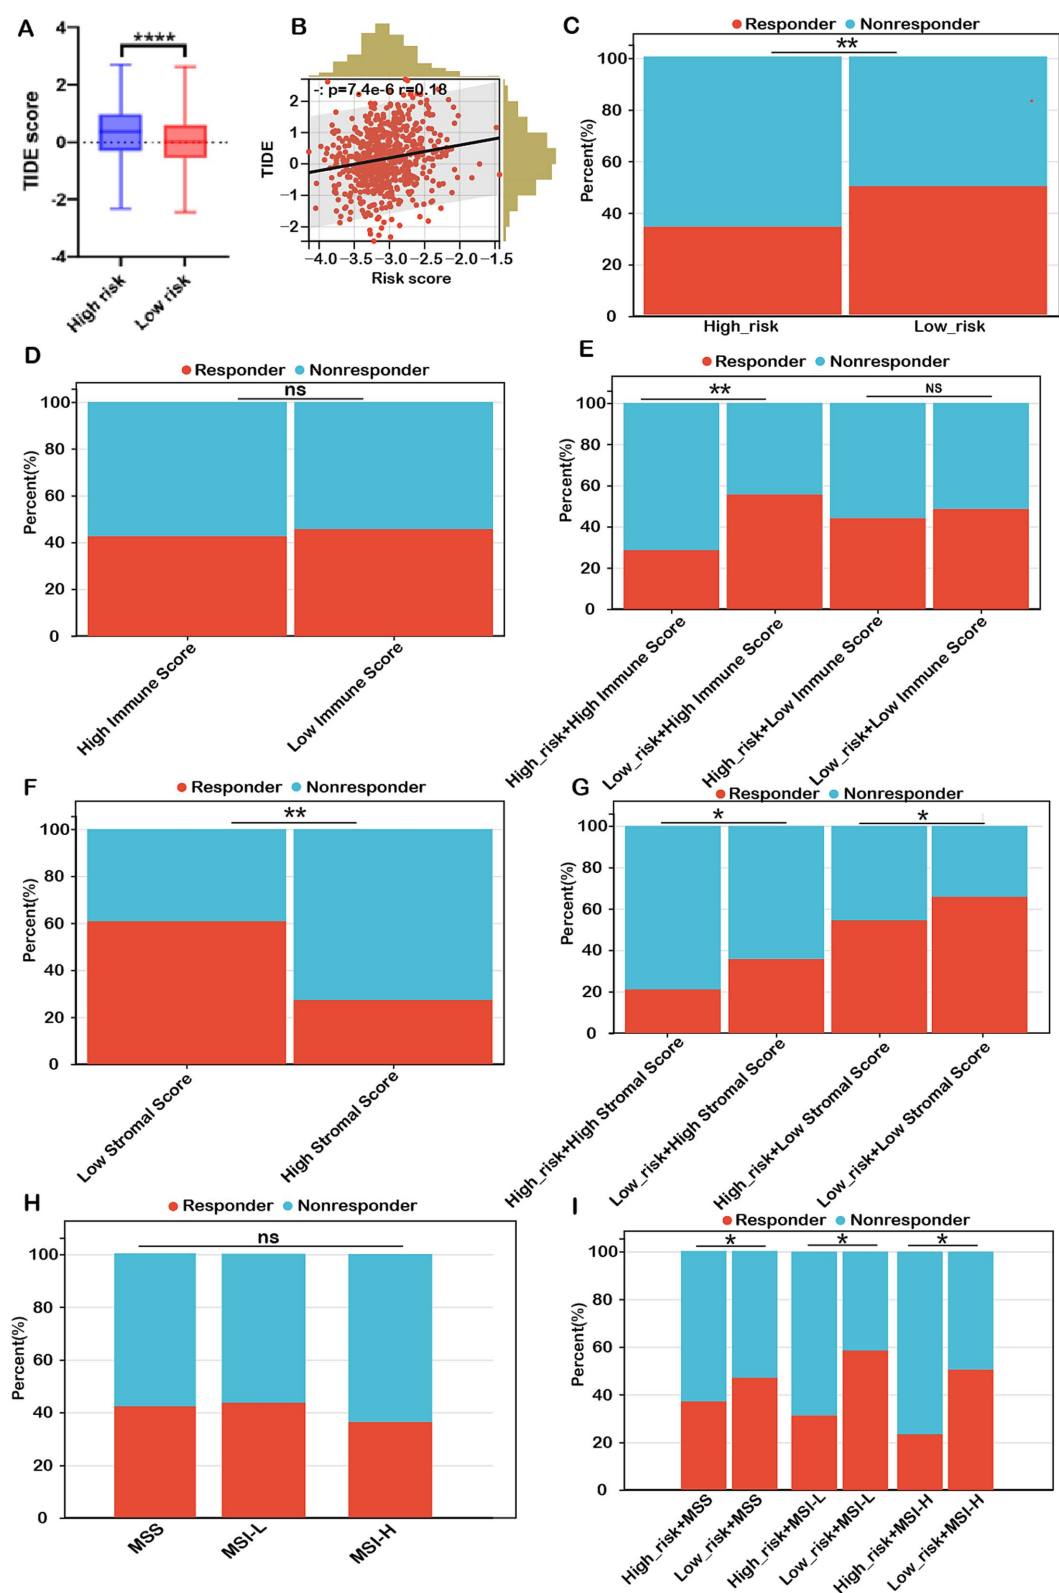 A
****
TIDE score
4
2
0
-2
-4
High risk
Low risk
B
-: p=7.4e-6 r=0.18
TIDE
2
1
0
−1
−2
−4.0 −3.5 −3.0 −2.5 −2.0 −1.5
Risk score
C
Responder Nonresponder
**
Percent(%)
100
80
60
40
20
0
High_risk Low_risk
D
Responder Nonresponder
ns
Percent(%)
100
80
60
40
20
0
High Immune Score
Low Immune Score
E
Responder Nonresponder
** NS
Percent(%)
100
80
60
40
20
0
High_risk+High Immune Score
Low_risk+High Immune Score
High_risk+Low Immune Score
Low_risk+Low Immune Score
F
Responder Nonresponder
**
Percent(%)
100
80
60
40
20
0
Low Stromal Score
High Stromal Score
G
Responder Nonresponder
* *
Percent(%)
100
80
60
40
20
0
High_risk+High Stromal Score
Low_risk+High Stromal Score
High_risk+Low Stromal Score
Low_risk+Low Stromal Score
H
Responder Nonresponder
ns
Percent(%)
100
80
60
40
20
0
MSS
MSI-L
MSI-H
I
Responder Nonresponder
* * *
Percent(%)
100
80
60
40
20
0
High_risk+MSS
Low_risk+MSS
High_risk+MSI-L
Low_risk+MSI-L
High_risk+MSI-H
Low_risk+MSI-H